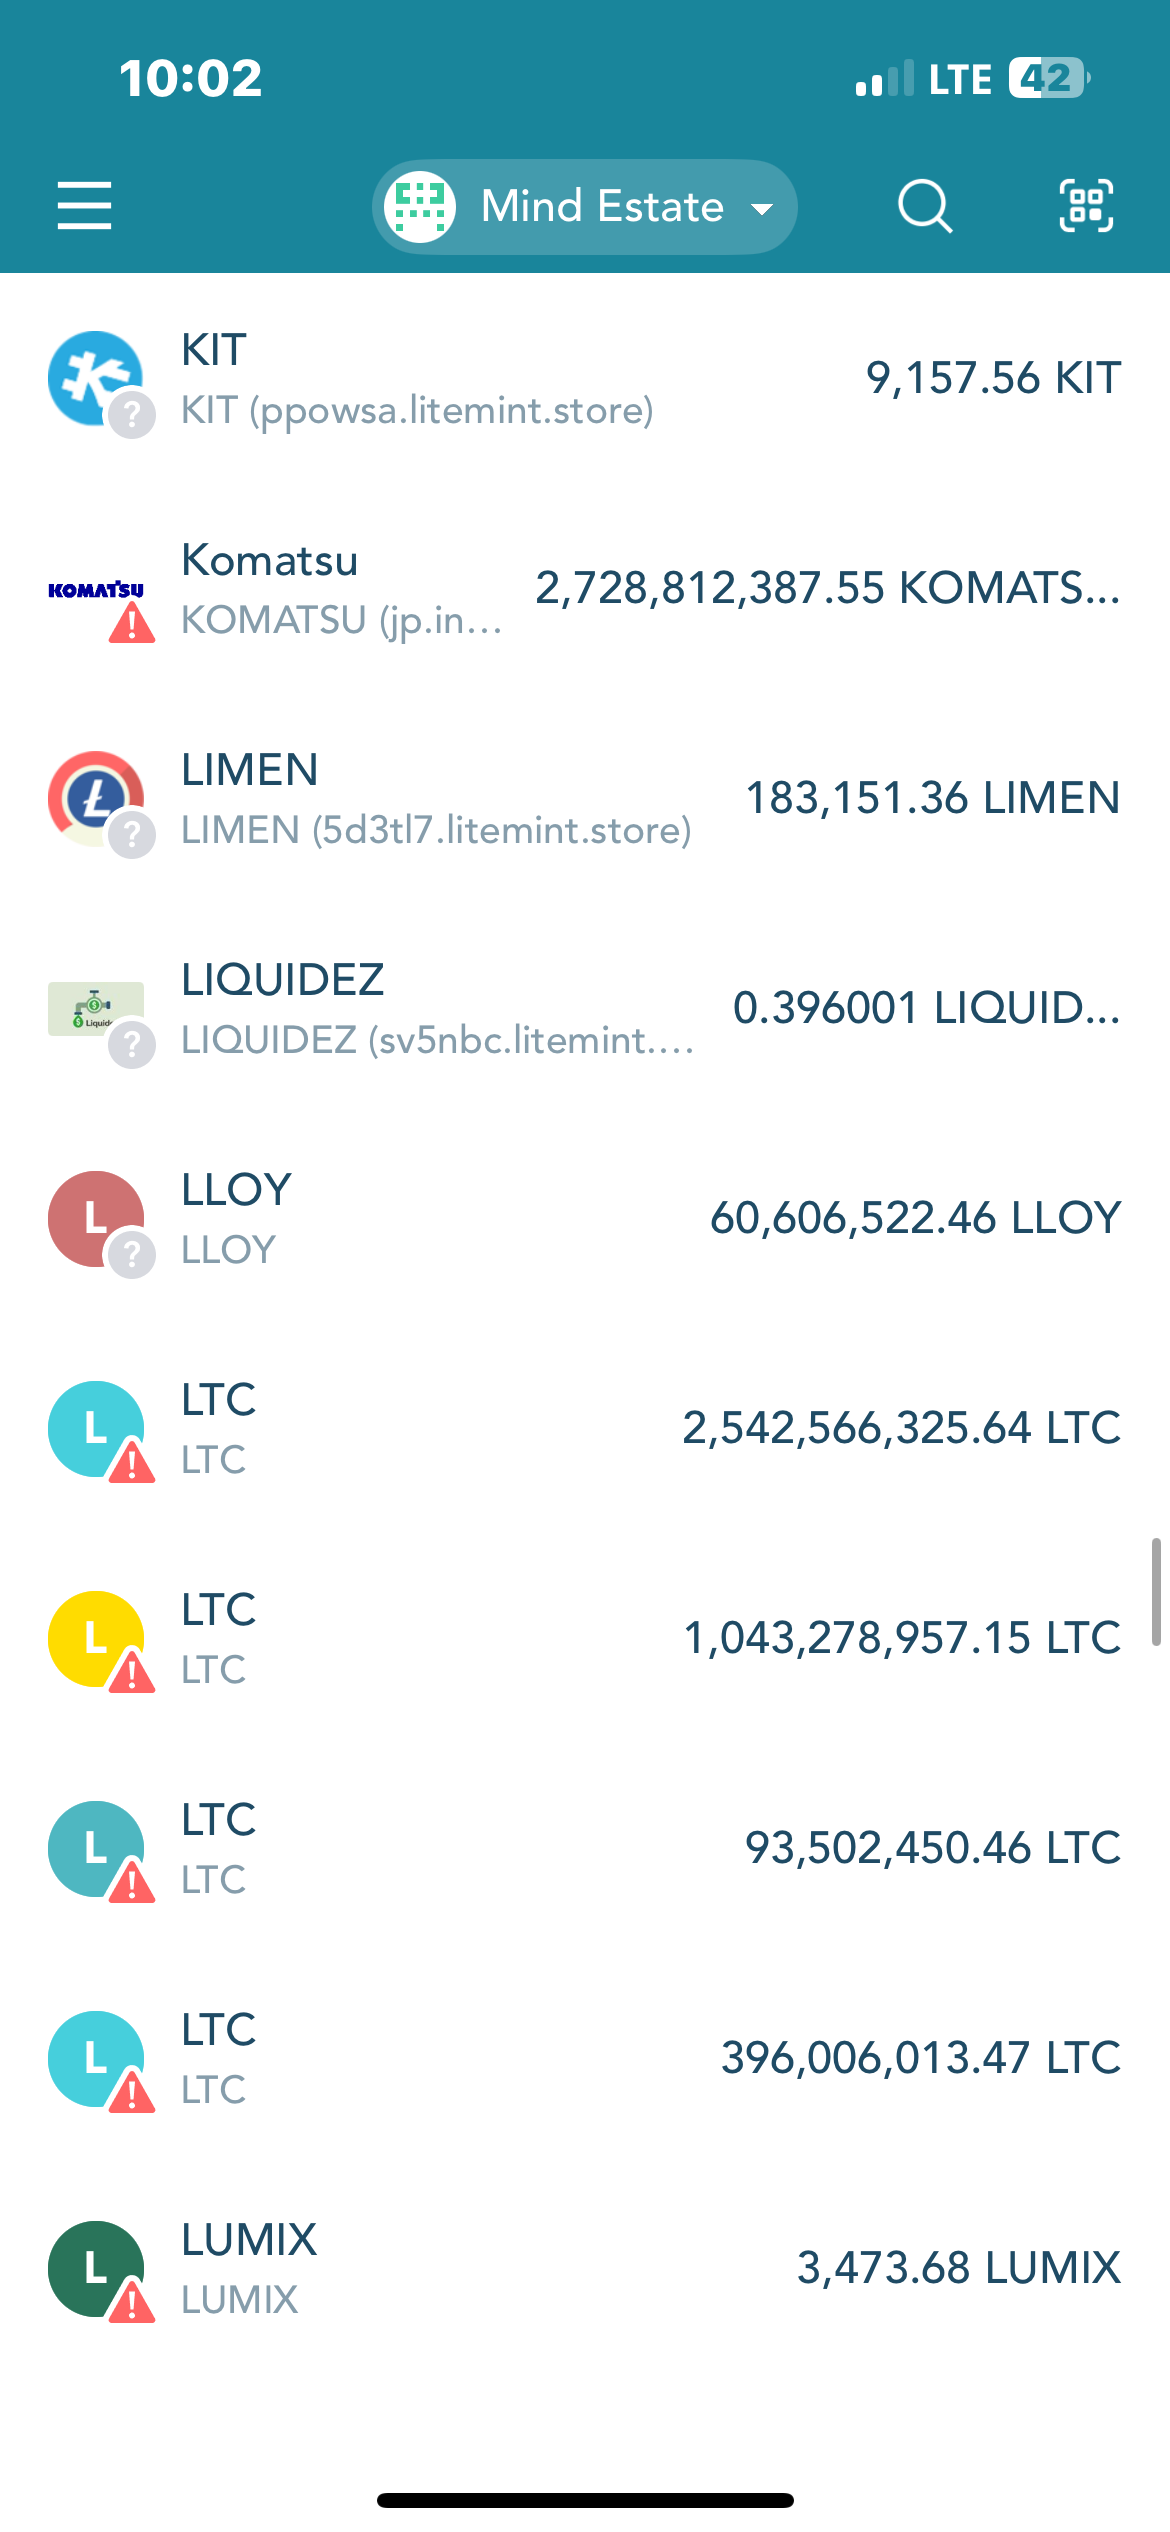 10:02
LTE 42
Mind Estate
KIT
9,157.56 KIT
KIT (ppowsa.litemint.store)
KOMATSU
Komatsu
2,728,812,387.55 KOMATS...
KOMATSU (jp.in...
LIMEN
183,151.36 LIMEN
LIMEN (5d3tl7.litemint.store)
LIQUIDEZ
0.396001 LIQUID...
LIQUIDEZ (sv5nbc.litemint....
L
LLOY
60,606,522.46 LLOY
LLOY
L
LTC
2,542,566,325.64 LTC
LTC
L
LTC
1,043,278,957.15 LTC
LTC
L
LTC
93,502,450.46 LTC
LTC
L
LTC
396,006,013.47 LTC
LTC
L
LUMIX
3,473.68 LUMIX
LUMIX